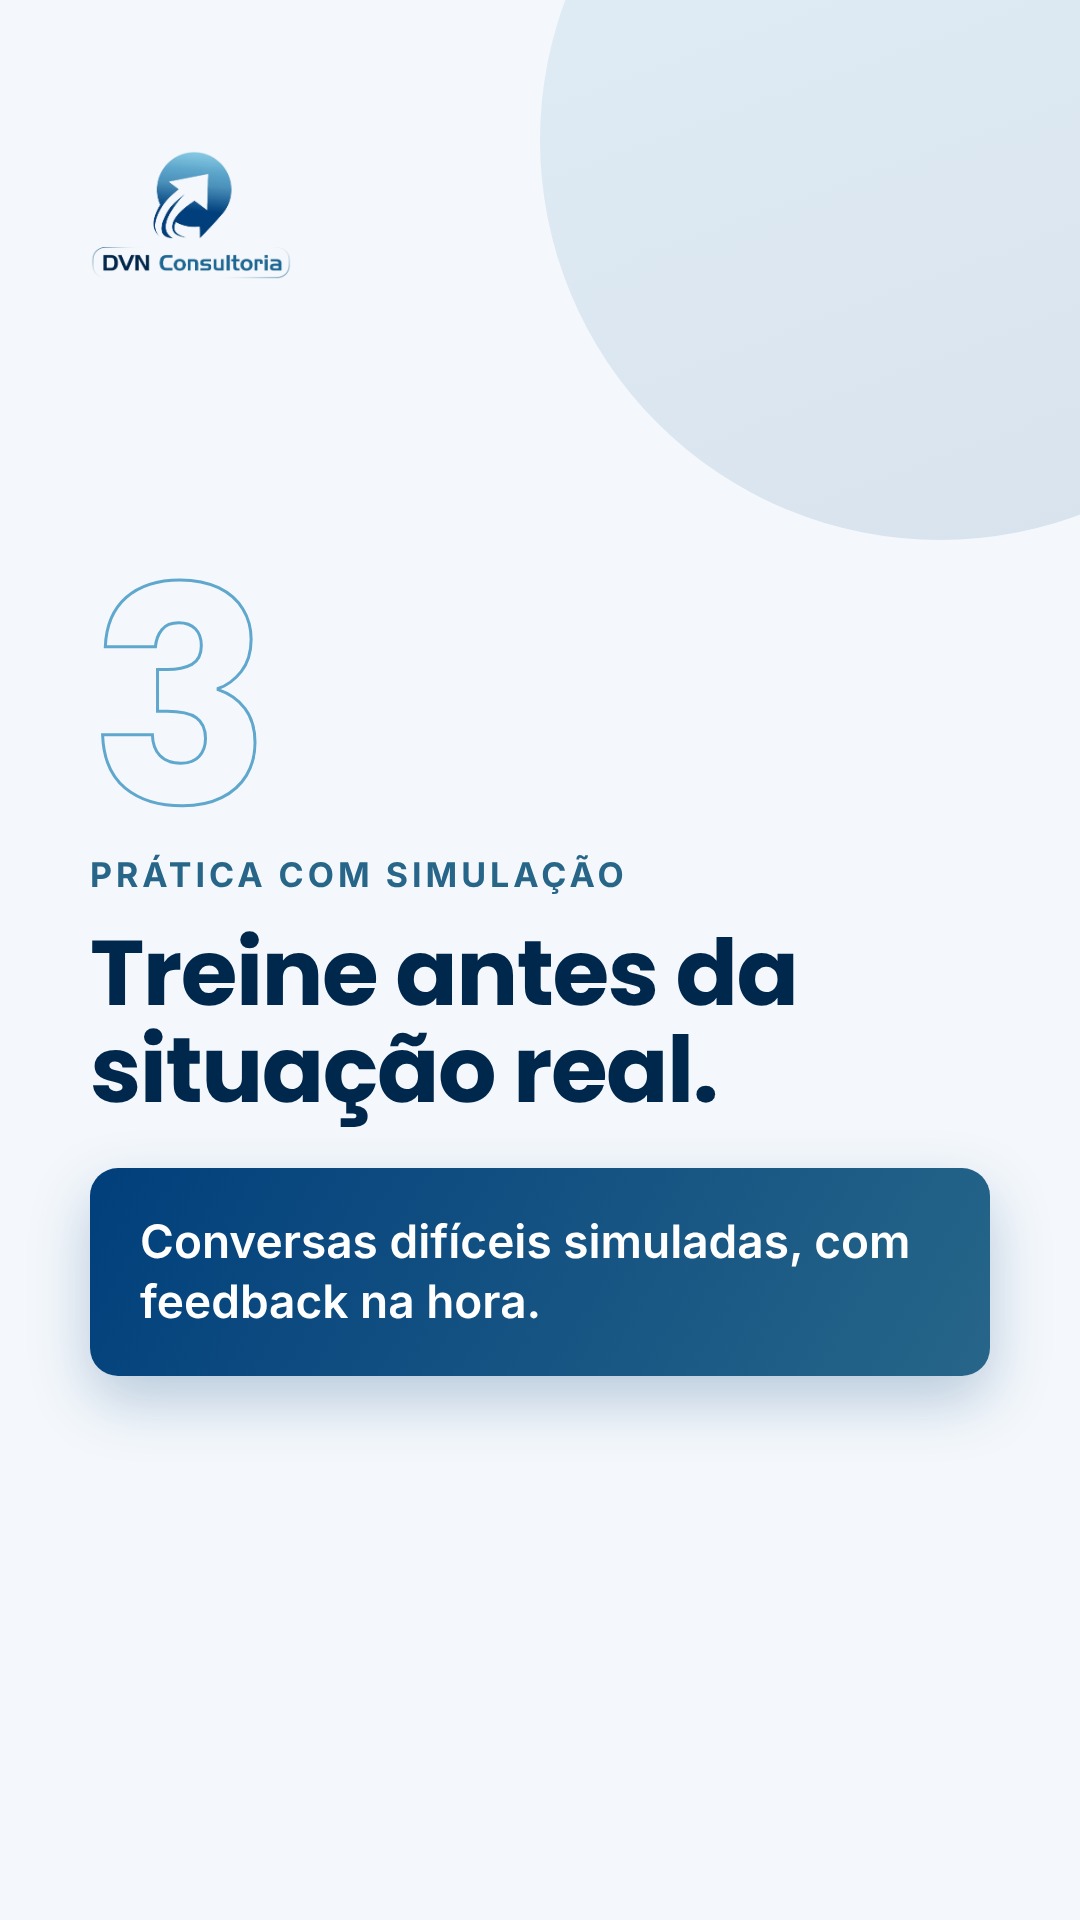 DVN Consultoria
3
PRÁTICA COM SIMULAÇÃO
Treine antes da
situação real.
Conversas difíceis simuladas, com
feedback na hora.